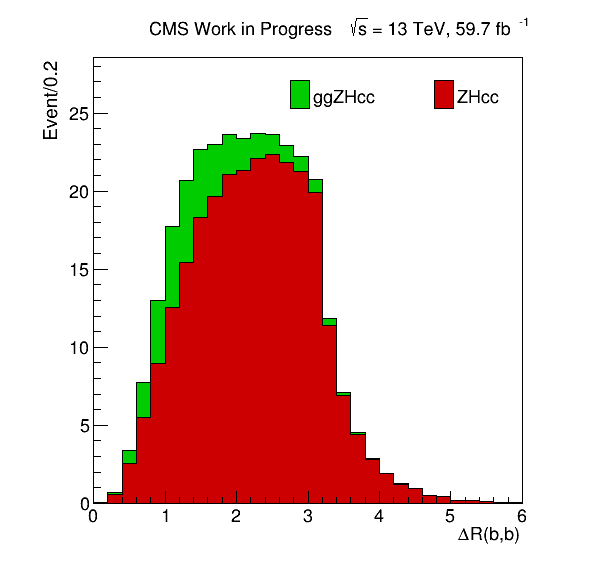 CMS Work in Progress √s = 13 TeV, 59.7 fb -1
Event/0.2
ggZHcc ZHcc
25
20
15
10
5
0
0 1 2 3 4 5 6
ΔR(b,b)